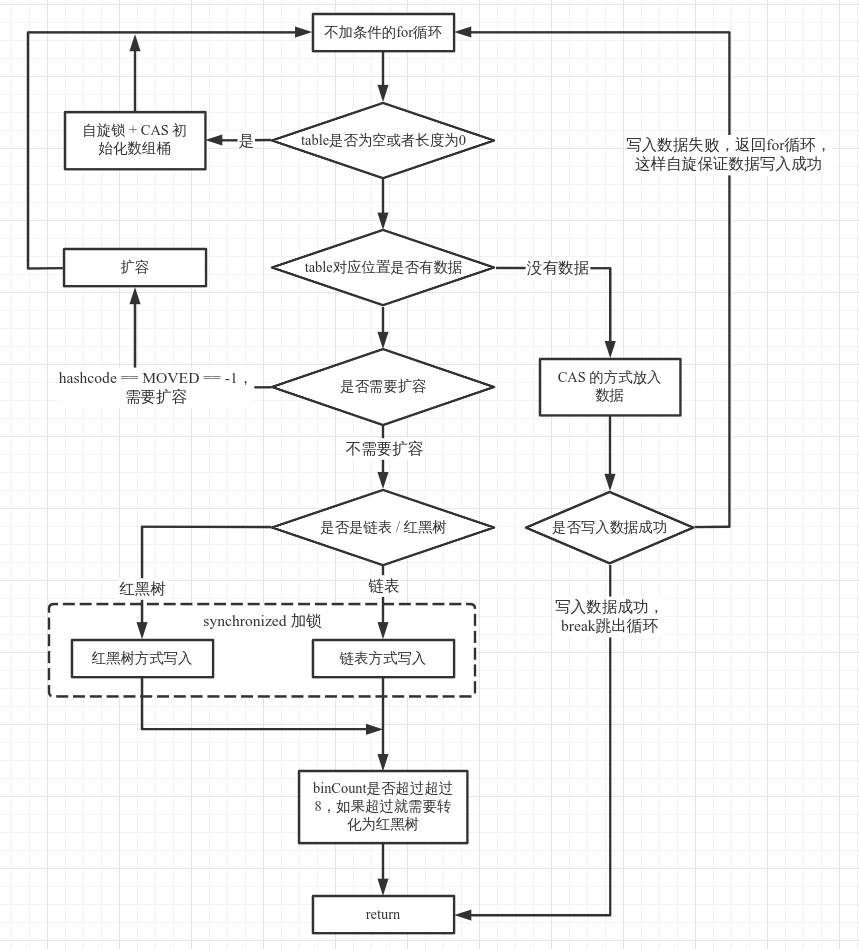 不加条件的for循环
自旋锁 + CAS 初
始化数组桶
是
table是否为空或者长度为0
写入数据失败，返回for循环，
这样自旋保证数据写入成功
扩容
table对应位置是否有数据
没有数据
hashcode == MOVED == -1，
需要扩容
是否需要扩容
CAS 的方式放入
数据
不需要扩容
是否是链表 / 红黑树
是否写入数据成功
红黑树
链表
写入数据成功，
break跳出循环
synchronized 加锁
红黑树方式写入
链表方式写入
binCount是否超过超过
8，如果超过就需要转
化为红黑树
return